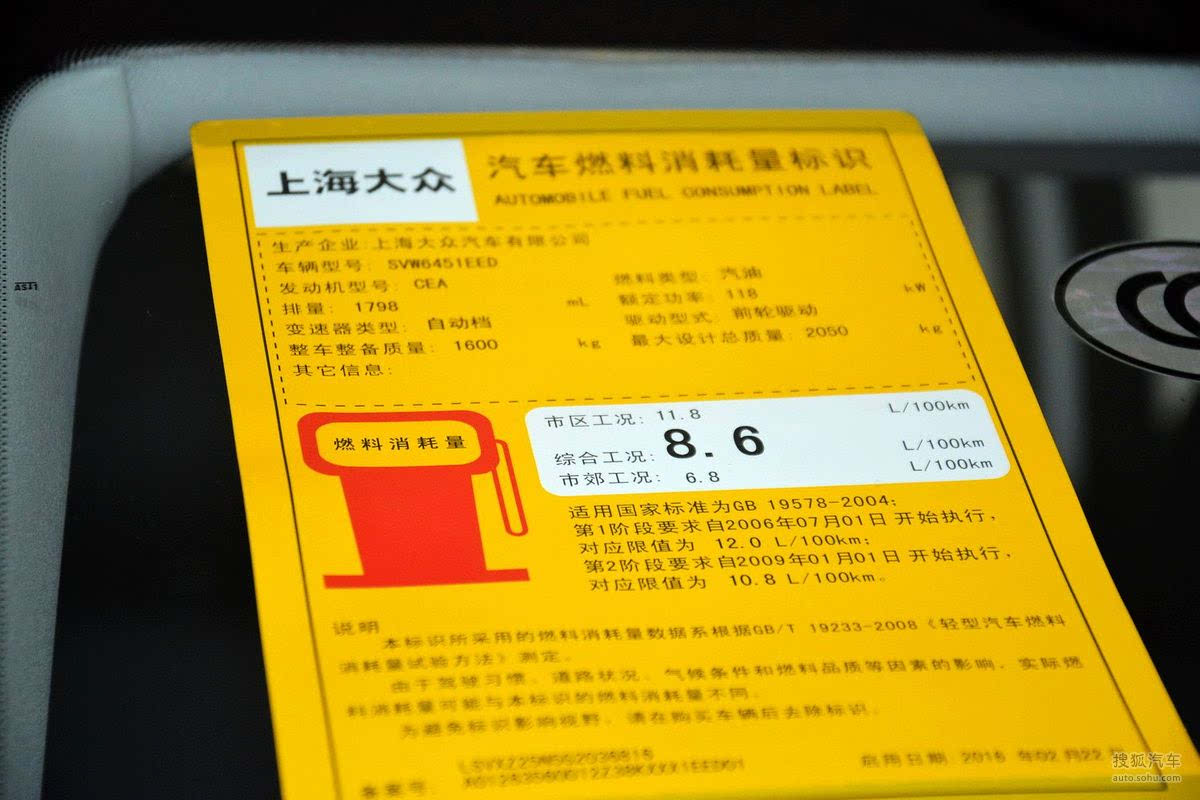 上海大众
汽车燃料消耗量标识
AUTOMOBILE FUEL CONSUMPTION LABEL
生产企业:上海大众汽车有限公司
车辆型号: SVW6451EED
发动机型号: CEA
燃料类型: 汽油
排量: 1798 mL
额定功率: 118 kW
变速器类型: 自动档
驱动型式: 前轮驱动
整车整备质量: 1600 kg
最大设计总质量: 2050 kg
其它信息:
燃料消耗量
市区工况: 11.8 L/100km
综合工况: 8.6 L/100km
市郊工况: 6.8 L/100km
适用国家标准为GB 19578-2004;
第1阶段要求自2006年07月01日 开始执行,
对应限值为 12.0 L/100km;
第2阶段要求自2009年01月01日 开始执行,
对应限值为 10.8 L/100km。
说明
本标识所采用的燃料消耗量数据系根据GB/T 19233-2008《轻型汽车燃料
消耗量试验方法》测定。
由于驾驶习惯、道路状况、气候条件和燃料品质等因素的影响，实际燃
料消耗量可能与本标识的燃料消耗量不同。
为避免标识影响视野，请在购买车辆后去除标识。
备案号:
启用日期: 年02月22
搜狐汽车
auto.sohu.com